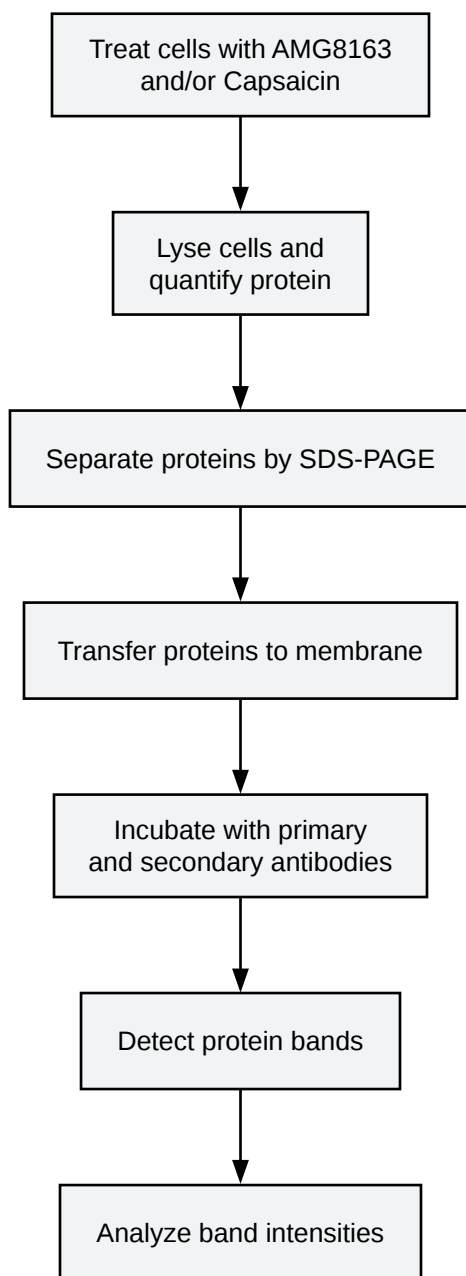 Treat cells with AMG8163
and/or Capsaicin
Lyse cells and
quantify protein
Separate proteins by SDS-PAGE
Transfer proteins to membrane
Incubate with primary
and secondary antibodies
Detect protein bands
Analyze band intensities